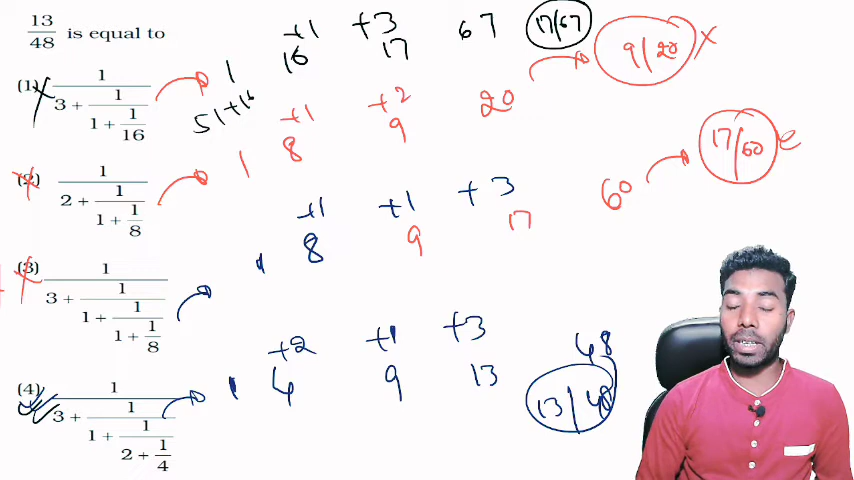 13/48 is equal to
+1 +3 67 17/67
16 17
(1) 1/(3 + 1/(1 + 1/16))
1
51+16
9/20 x
+1 +2 20
1 8 9
(2) 1/(2 + 1/(1 + 1/8))
17/60
60
+1 +1 +3
1 8 9 17
(3) 1/(3 + 1/(1 + 1/(1 + 1/8)))
+2 +1 +3 48
1 4 9 13
13/48
(4) 1/(3 + 1/(1 + 1/(2 + 1/4)))